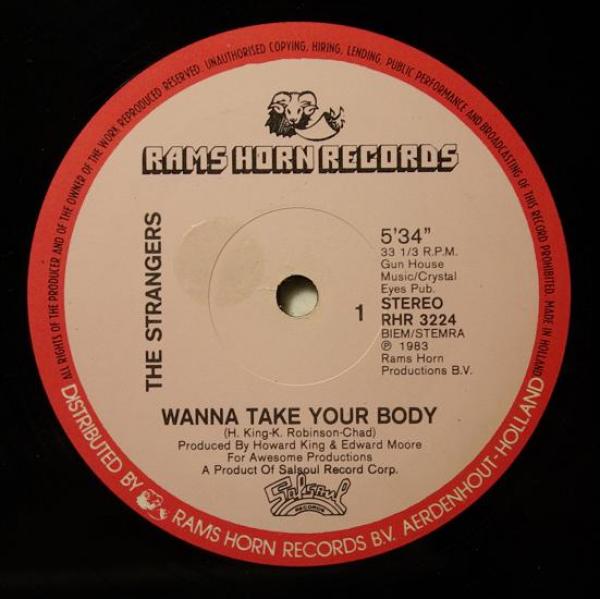 ALL RIGHTS OF THE PRODUCER AND OF THE OWNER OF THE WORK REPRODUCED RESERVED. UNAUTHORISED COPYING, HIRING, LENDING, PUBLIC PERFORMANCE AND BROADCASTING OF THIS RECORD PROHIBITED MADE IN HOLLAND
RAMS HORN RECORDS
THE STRANGERS
1
5'34"
33 1/3 R.P.M.
Gun House
Music/Crystal
Eyes Pub.
STEREO
RHR 3224
BIEM/STEMRA
℗ 1983
Rams Horn
Productions B.V.
WANNA TAKE YOUR BODY
(H. King-K. Robinson-Chad)
Produced By Howard King & Edward Moore
For Awesome Productions
A Product Of Salsoul Record Corp.
Salsoul
RECORDS
DISTRIBUTED BY RAMS HORN RECORDS B.V. AERDENHOUT-HOLLAND